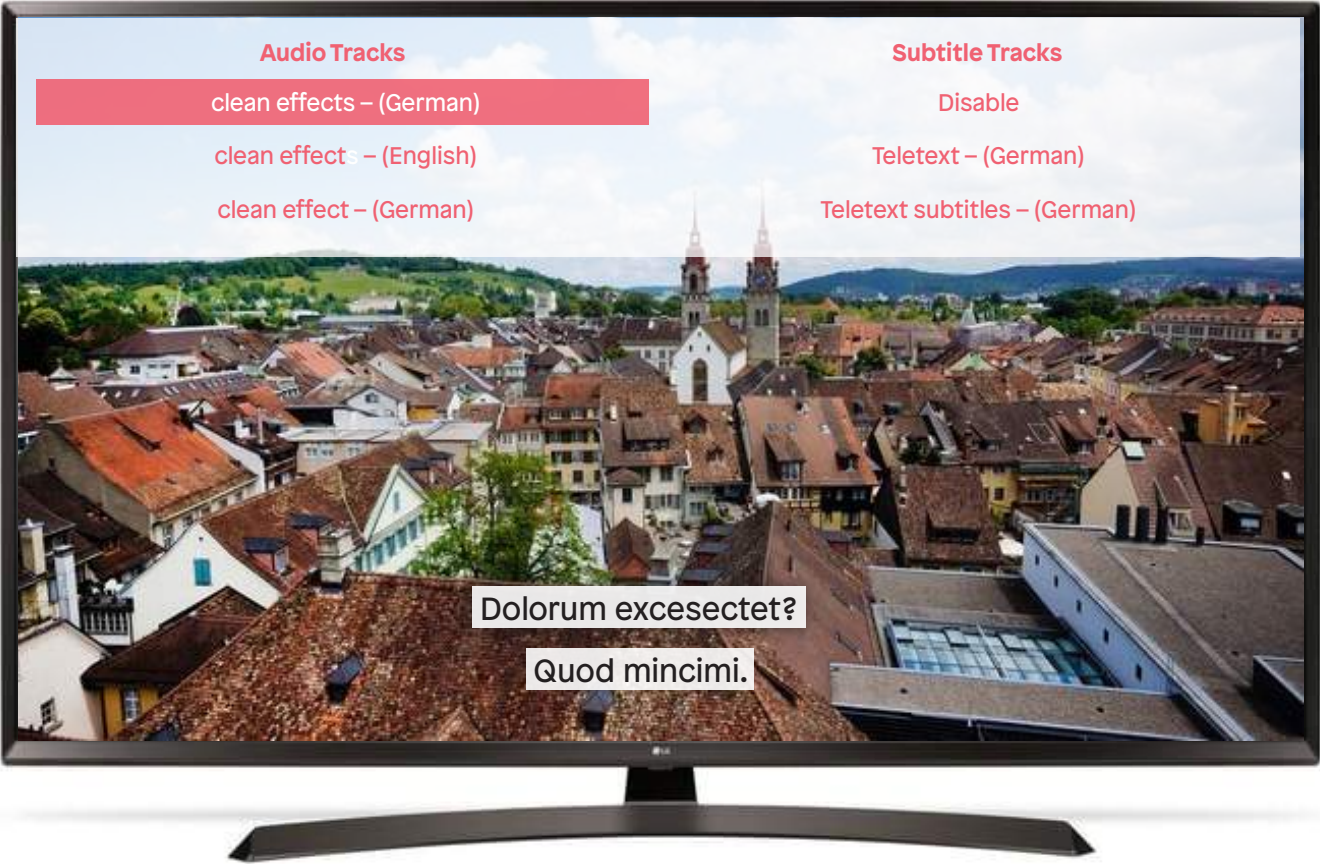 Audio Tracks
clean effects – (German)
clean effects – (English)
clean effect – (German)
Subtitle Tracks
Disable
Teletext – (German)
Teletext subtitles – (German)
Dolorum excesectet?
Quod mincimi.
LG